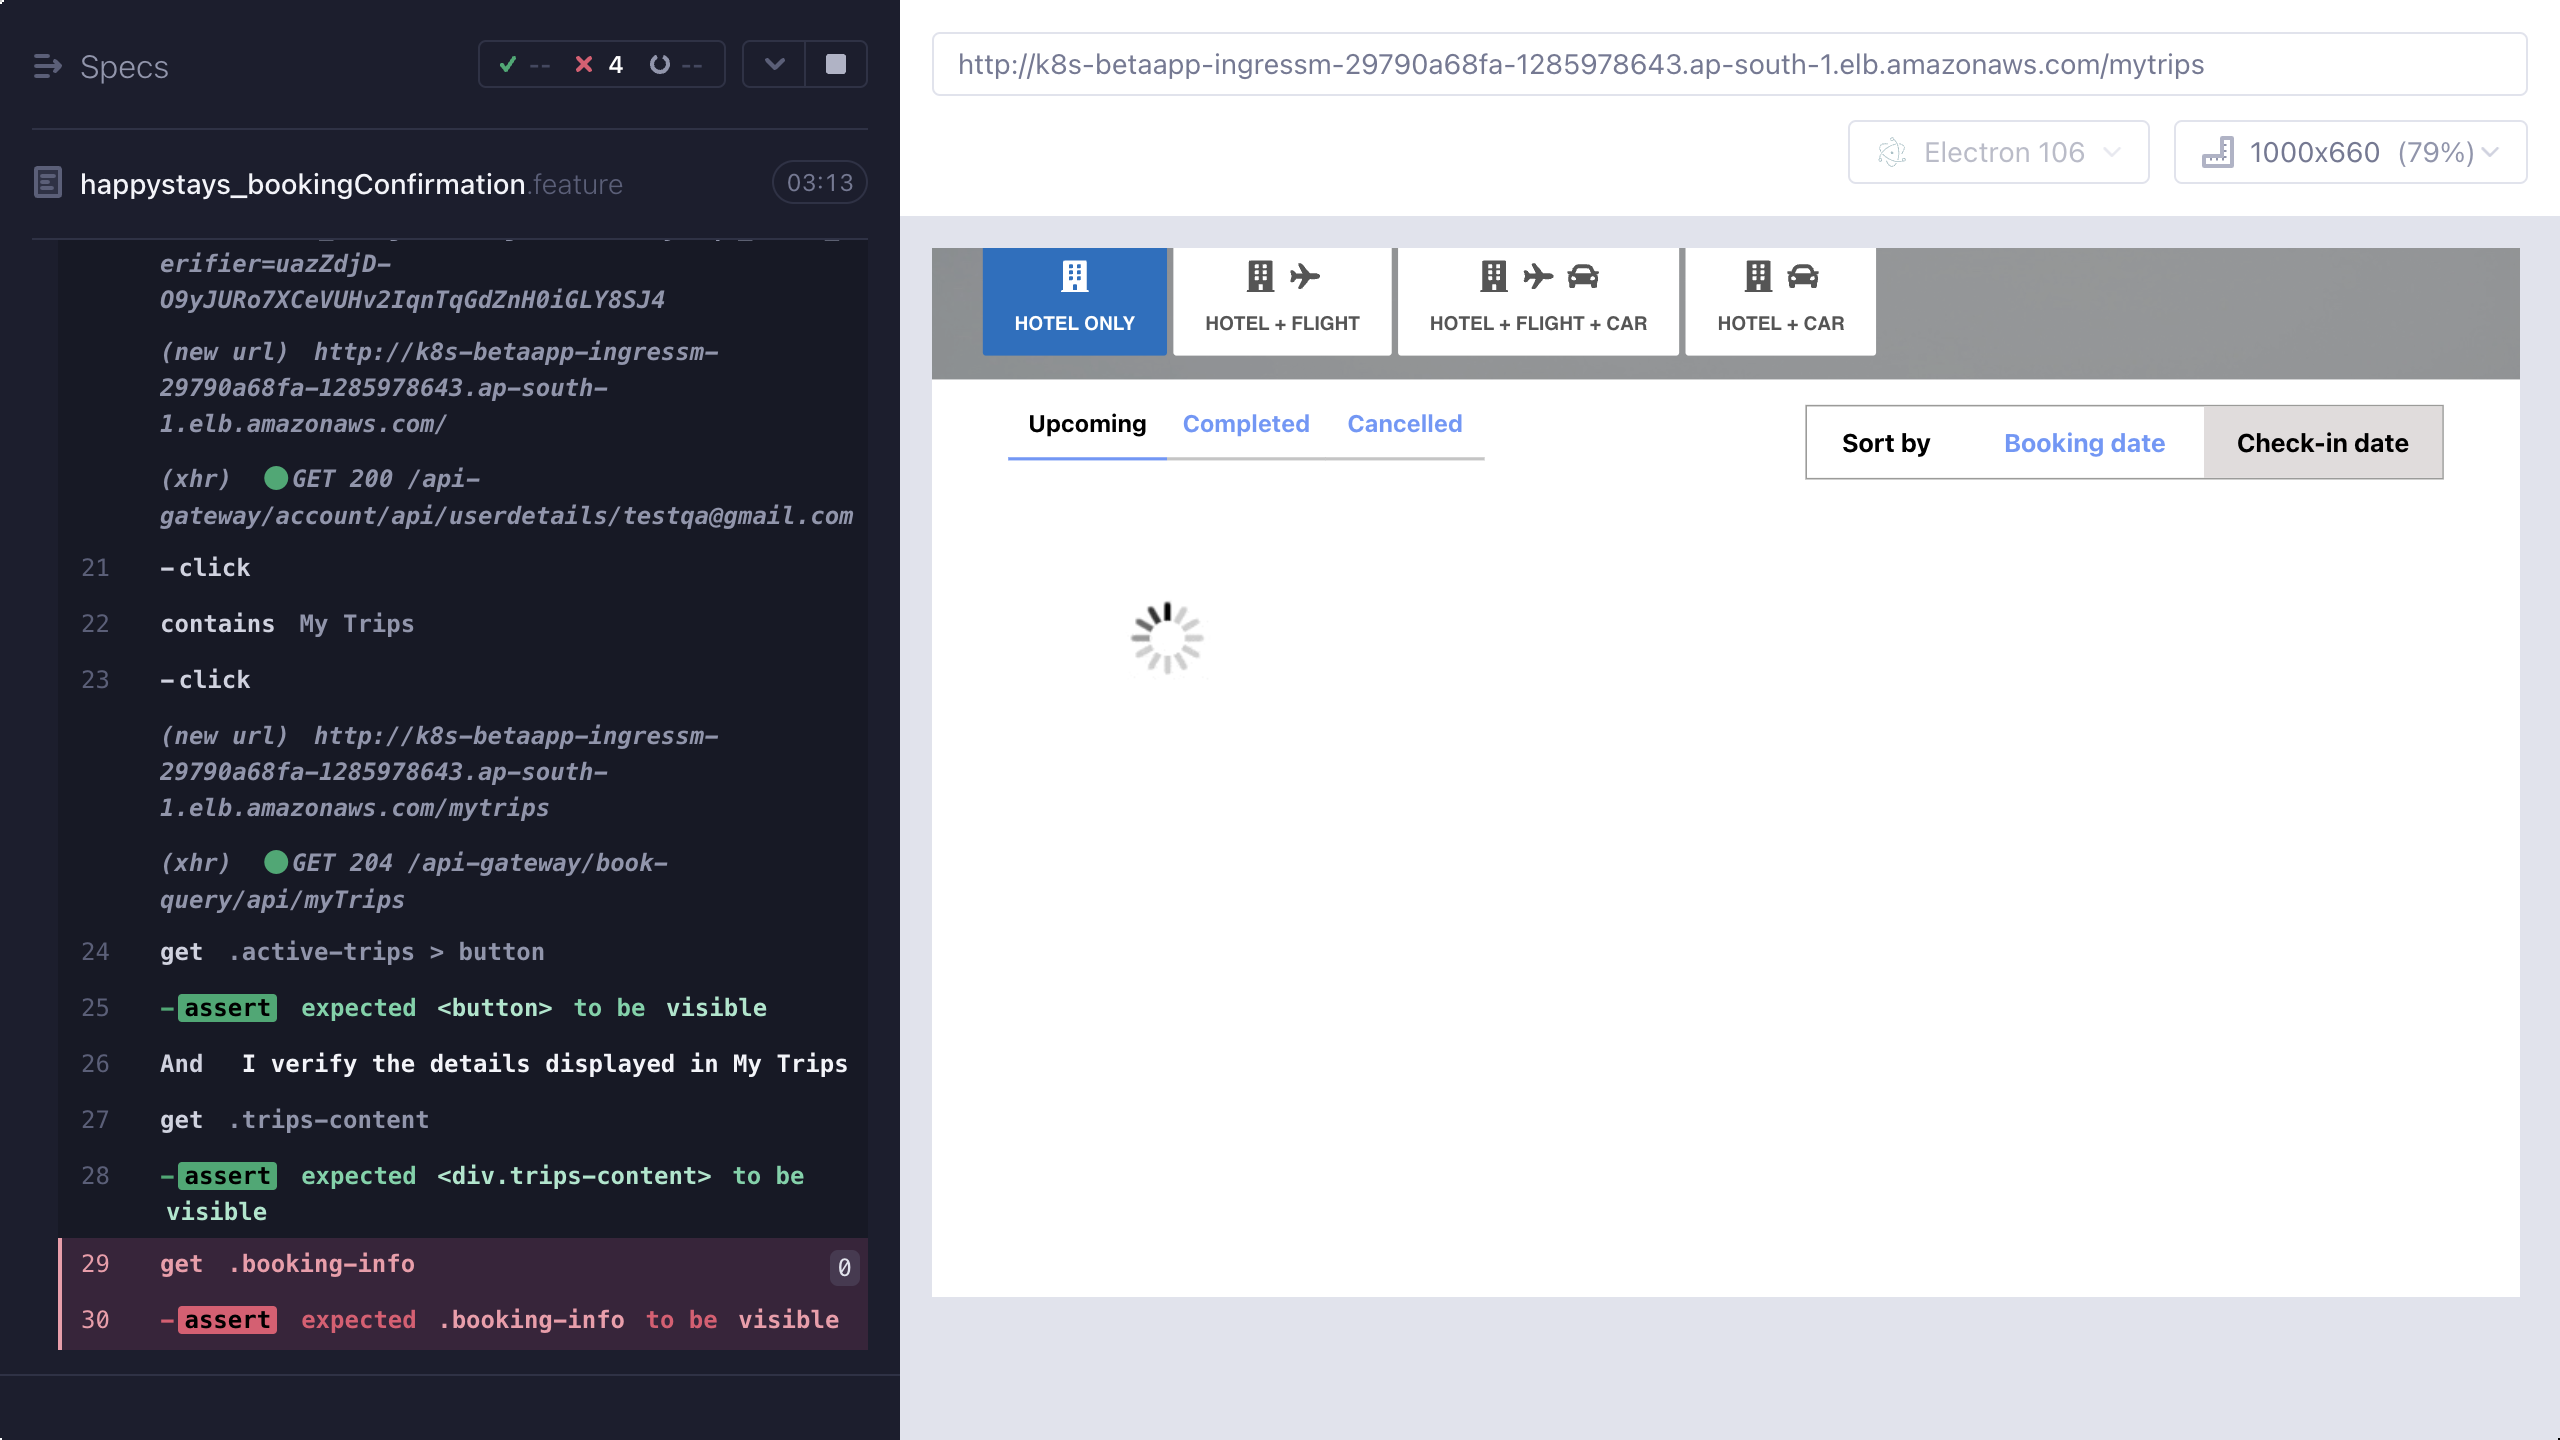 Specs
-- 4 --
happystays_bookingConfirmation.feature 03:13
erifier=uazZdjD-
O9yJURo7XCeVUHv2IqnTqGdZnH0iGLY8SJ4
(new url) http://k8s-betaapp-ingressm-
29790a68fa-1285978643.ap-south-
1.elb.amazonaws.com/
(xhr) GET 200 /api-
gateway/account/api/userdetails/testqa@gmail.com
21 -click
22 contains My Trips
23 -click
(new url) http://k8s-betaapp-ingressm-
29790a68fa-1285978643.ap-south-
1.elb.amazonaws.com/mytrips
(xhr) GET 204 /api-gateway/book-
query/api/myTrips
24 get .active-trips > button
25 -assert expected <button> to be visible
26 And I verify the details displayed in My Trips
27 get .trips-content
28 -assert expected <div.trips-content> to be
visible
29 get .booking-info 0
30 -assert expected .booking-info to be visible
http://k8s-betaapp-ingressm-29790a68fa-1285978643.ap-south-1.elb.amazonaws.com/mytrips
Electron 106 1000x660 (79%)
HOTEL ONLY HOTEL + FLIGHT HOTEL + FLIGHT + CAR HOTEL + CAR
Upcoming Completed Cancelled
Sort by Booking date Check-in date